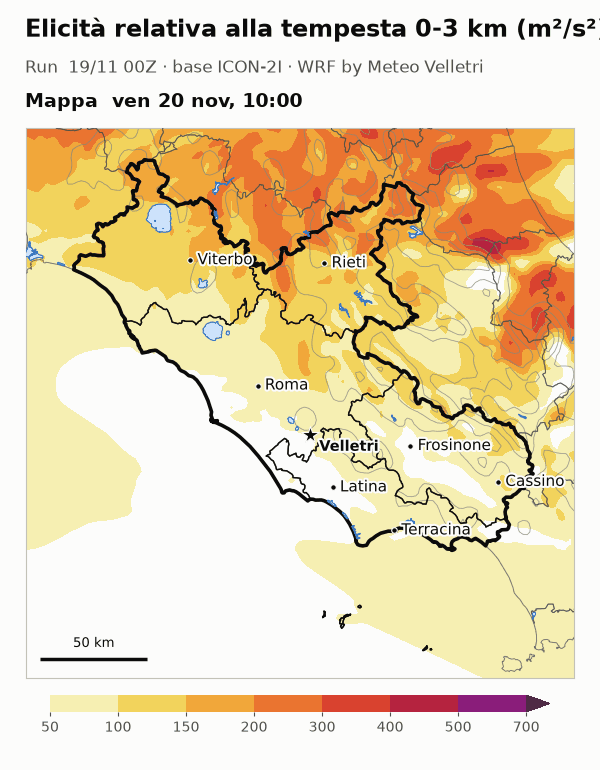 Elicità relativa alla tempesta 0-3 km (m²/s²)
Run 19/11 00Z · base ICON-2I · WRF by Meteo Velletri
Mappa ven 20 nov, 10:00
Viterbo
Rieti
Roma
Velletri
Frosinone
Cassino
Latina
Terracina
50 km
50 100 150 200 300 400 500 700